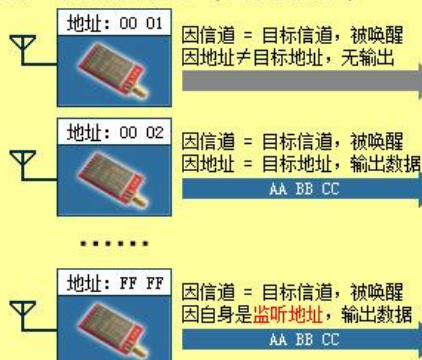 地址：00 01
因信道 = 目标信道，被唤醒
因地址≠目标地址，无输出
地址：00 02
因信道 = 目标信道，被唤醒
因地址 = 目标地址，输出数据
AA BB CC
......
地址：FF FF
因信道 = 目标信道，被唤醒
因自身是监听地址，输出数据
AA BB CC